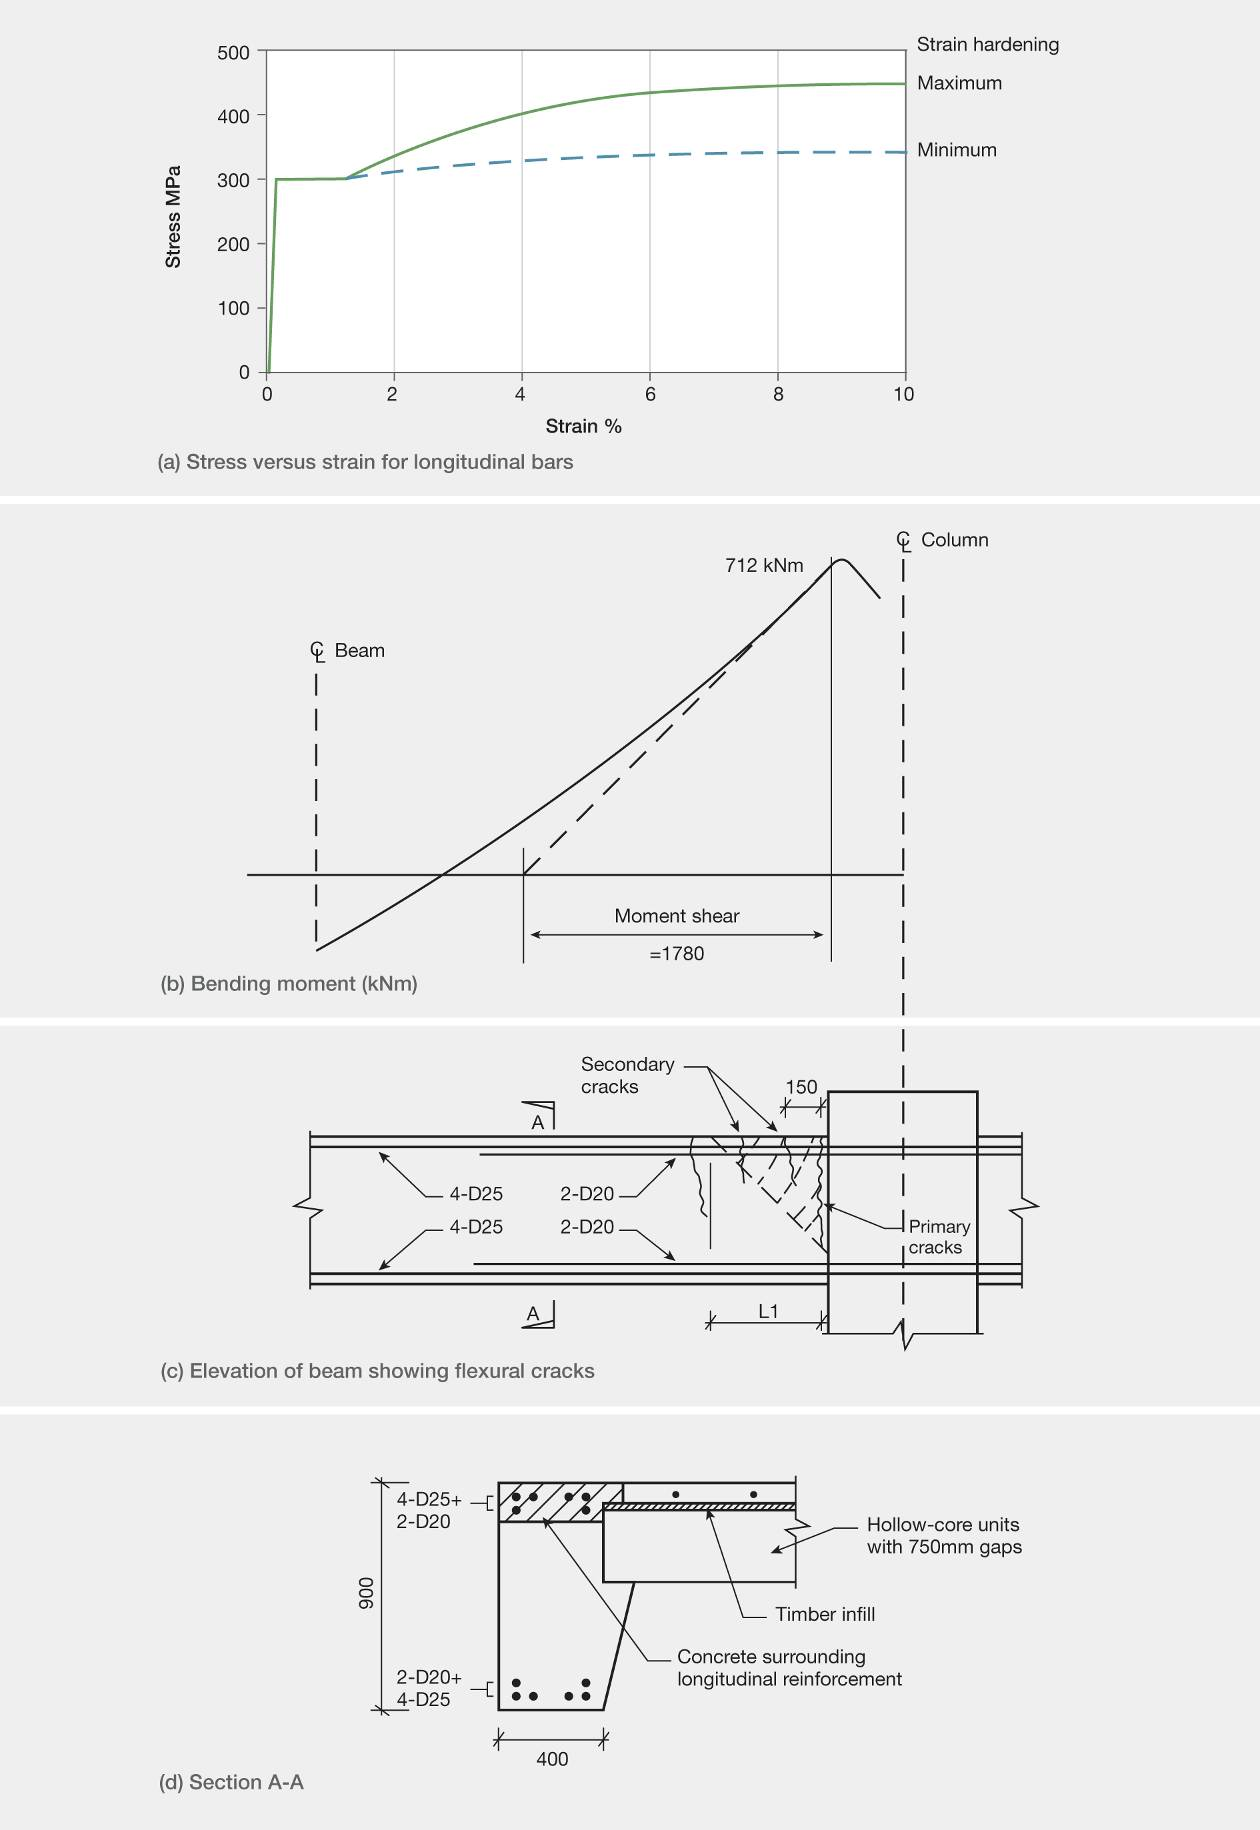 Strain hardening
500
Maximum
400
Minimum
300
200
100
0
Stress MPa
0 2 4 6 8 10
Strain %
(a) Stress versus strain for longitudinal bars
℄ Column
712 kNm
℄ Beam
Moment shear
=1780
(b) Bending moment (kNm)
Secondary
cracks
150
A
4-D25
2-D20
4-D25
2-D20
Primary
cracks
A
L1
(c) Elevation of beam showing flexural cracks
4-D25+
2-D20
Hollow-core units
with 750mm gaps
900
Timber infill
Concrete surrounding
longitudinal reinforcement
2-D20+
4-D25
400
(d) Section A-A